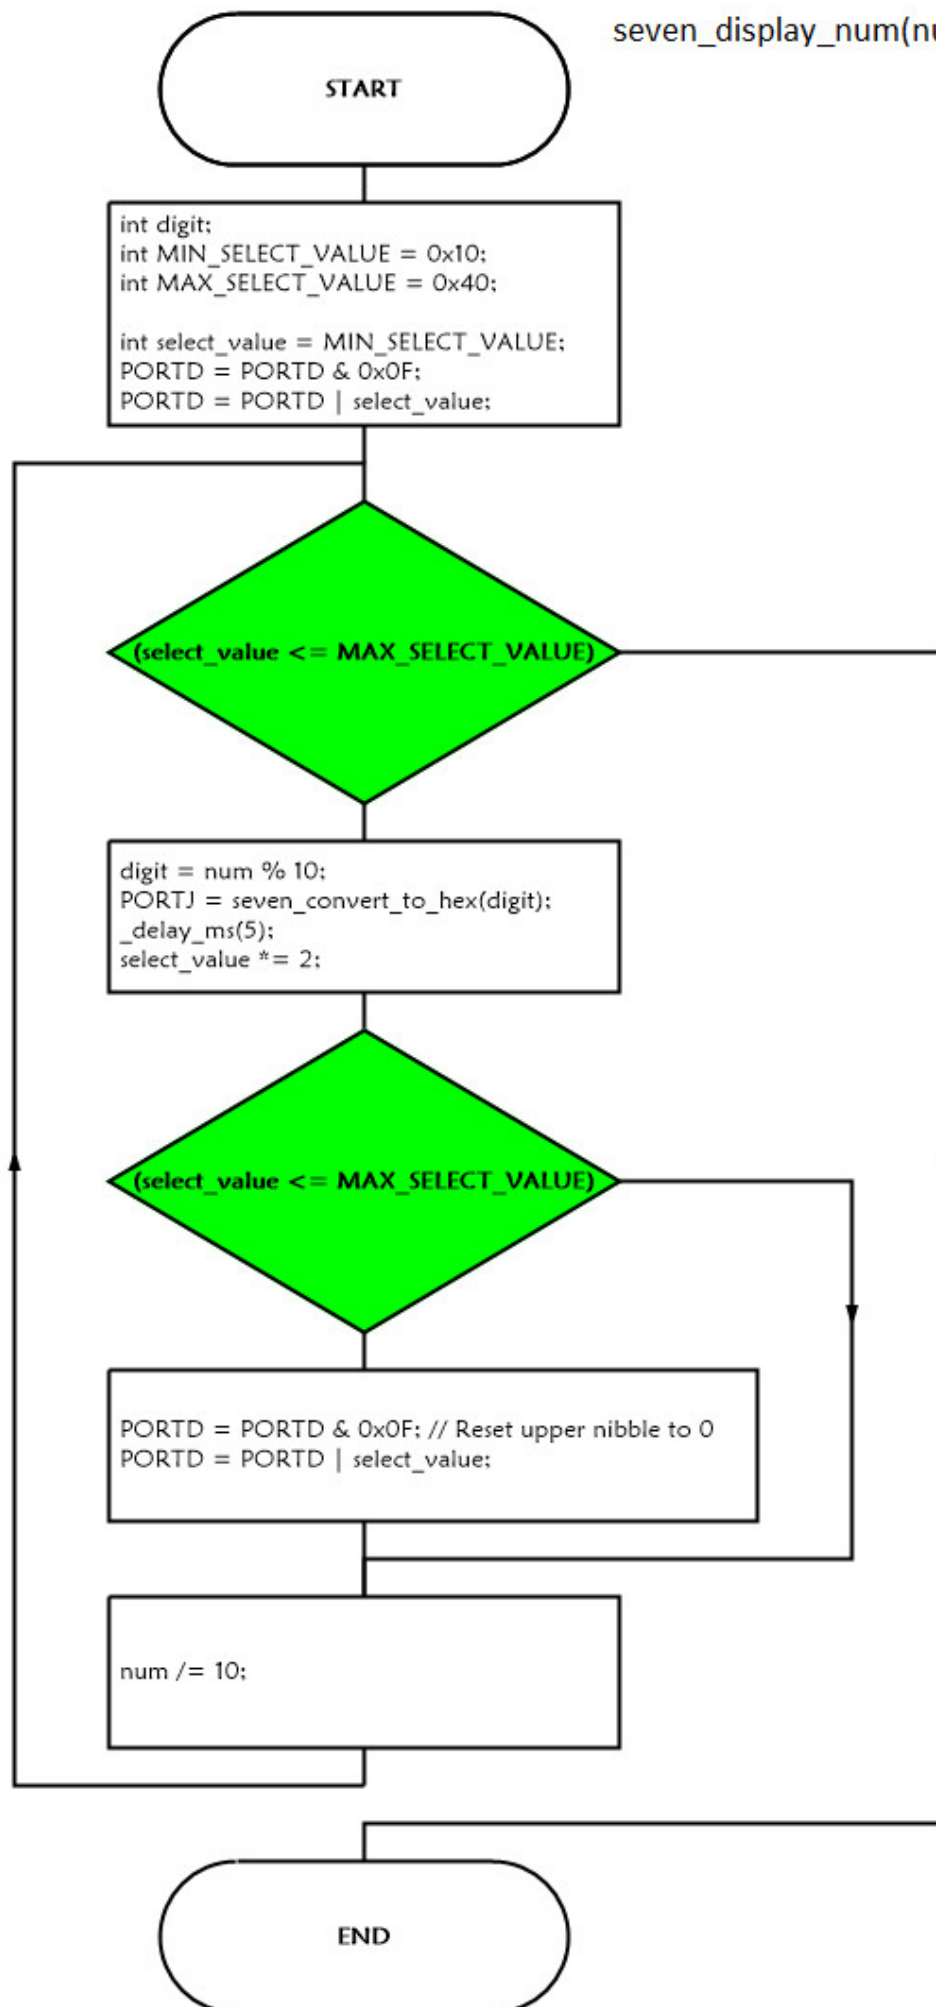 seven_display_num(nu
START
int digit;
int MIN_SELECT_VALUE = 0x10;
int MAX_SELECT_VALUE = 0x40;
int select_value = MIN_SELECT_VALUE;
PORTD = PORTD & 0x0F;
PORTD = PORTD | select_value;
(select_value <= MAX_SELECT_VALUE)
digit = num % 10;
PORTJ = seven_convert_to_hex(digit);
_delay_ms(5);
select_value *= 2;
(select_value <= MAX_SELECT_VALUE)
PORTD = PORTD & 0x0F; // Reset upper nibble to 0
PORTD = PORTD | select_value;
num /= 10;
END